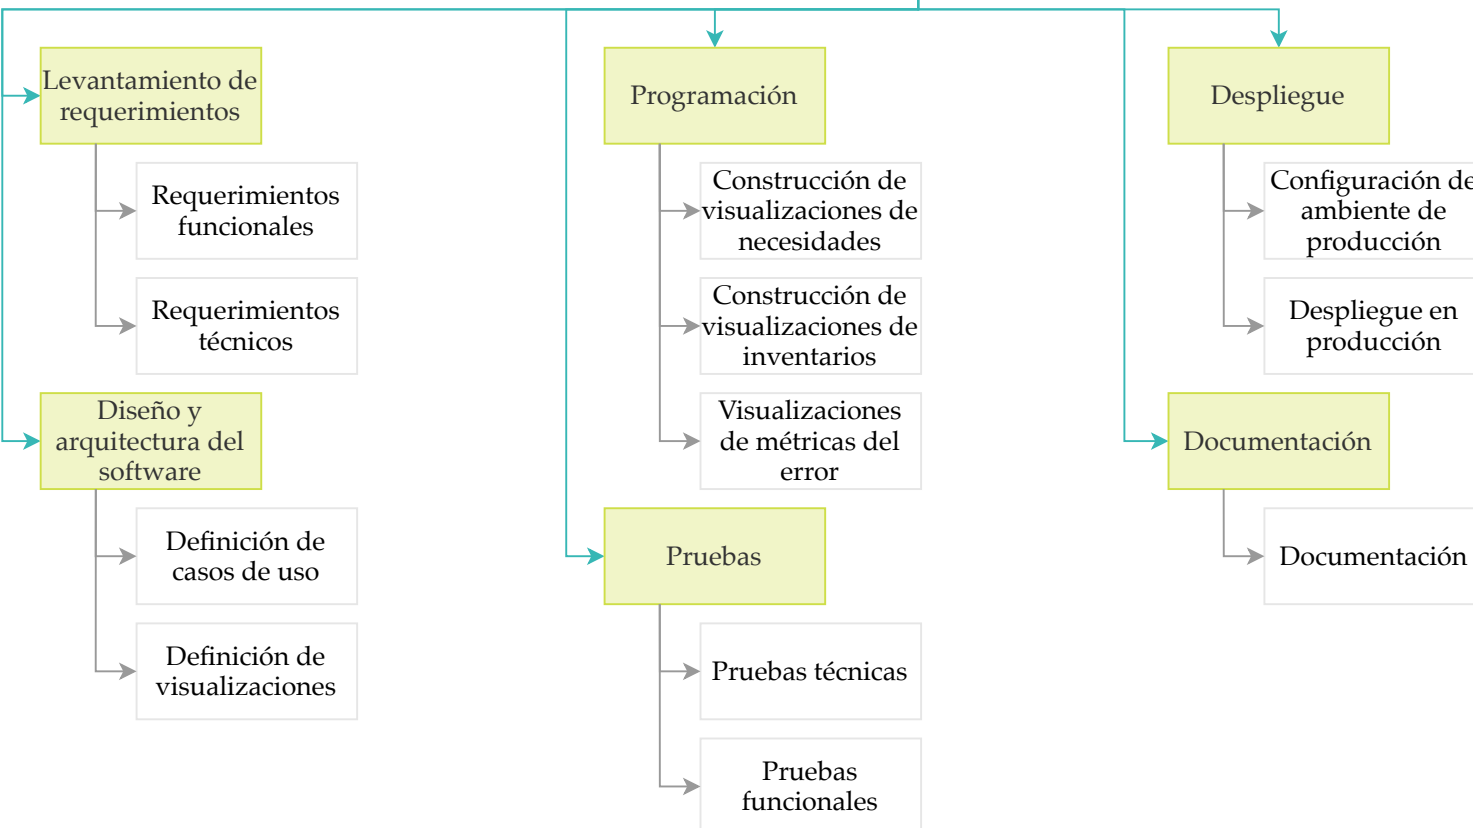 Levantamiento de
requerimientos
Requerimientos
funcionales
Requerimientos
técnicos
Diseño y
arquitectura del
software
Definición de
casos de uso
Definición de
visualizaciones
Programación
Construcción de
visualizaciones de
necesidades
Construcción de
visualizaciones de
inventarios
Visualizaciones
de métricas del
error
Pruebas
Pruebas técnicas
Pruebas
funcionales
Despliegue
Configuración de
ambiente de
producción
Despliegue en
producción
Documentación
Documentación